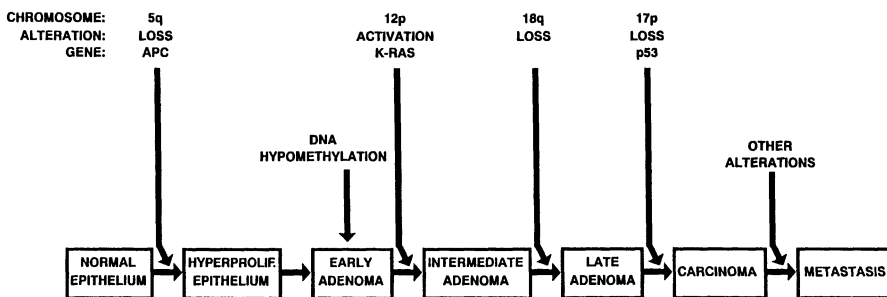 CHROMOSOME: 5q 12p 18q 17p
ALTERATION: LOSS ACTIVATION LOSS LOSS
GENE: APC K-RAS p53
DNA
HYPOMETHYLATION
OTHER
ALTERATIONS
NORMAL
EPITHELIUM
HYPERPROLIF.
EPITHELIUM
EARLY
ADENOMA
INTERMEDIATE
ADENOMA
LATE
ADENOMA
CARCINOMA
METASTASIS